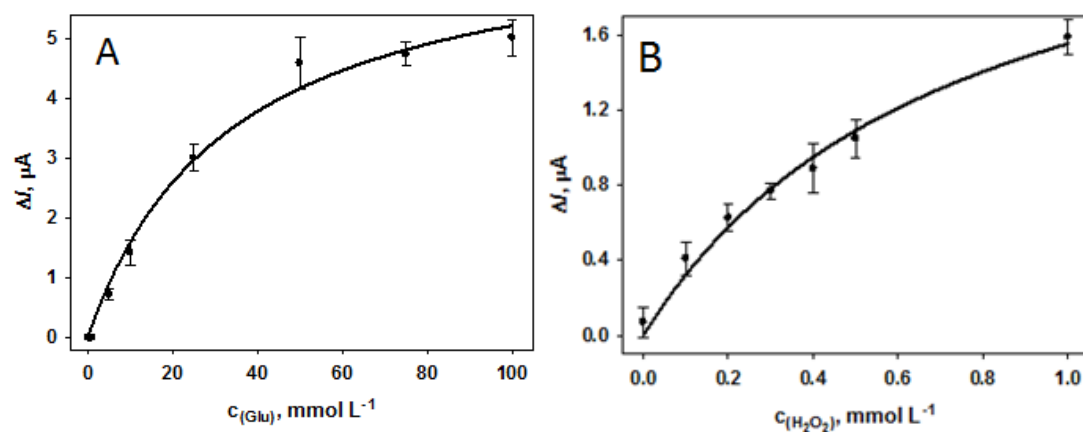 A
ΔI, µA
5
4
3
2
1
0
0 20 40 60 80 100
c(Glu), mmol L-1
B
ΔI, µA
1.6
1.2
0.8
0.4
0.0
0.0 0.2 0.4 0.6 0.8 1.0
c(H2O2), mmol L-1